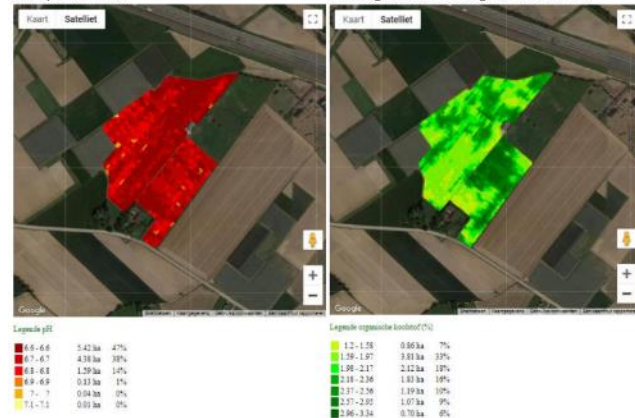 Kaart Satelliet
Google
Legende pH
6.6 - 6.6 5.42 ha 47%
6.7 - 6.7 4.38 ha 38%
6.8 - 6.8 1.59 ha 14%
6.9 - 6.9 0.13 ha 1%
7 - 7 0.04 ha 0%
7.1 - 7.1 0.01 ha 0%
Kaart Satelliet
Google
Legende organische koolstof (%)
1.2 - 1.58 0.86 ha 7%
1.59 - 1.97 3.81 ha 33%
1.98 - 2.17 2.12 ha 18%
2.18 - 2.36 1.83 ha 16%
2.37 - 2.56 1.19 ha 10%
2.57 - 2.95 1.07 ha 9%
2.96 - 3.34 0.70 ha 6%